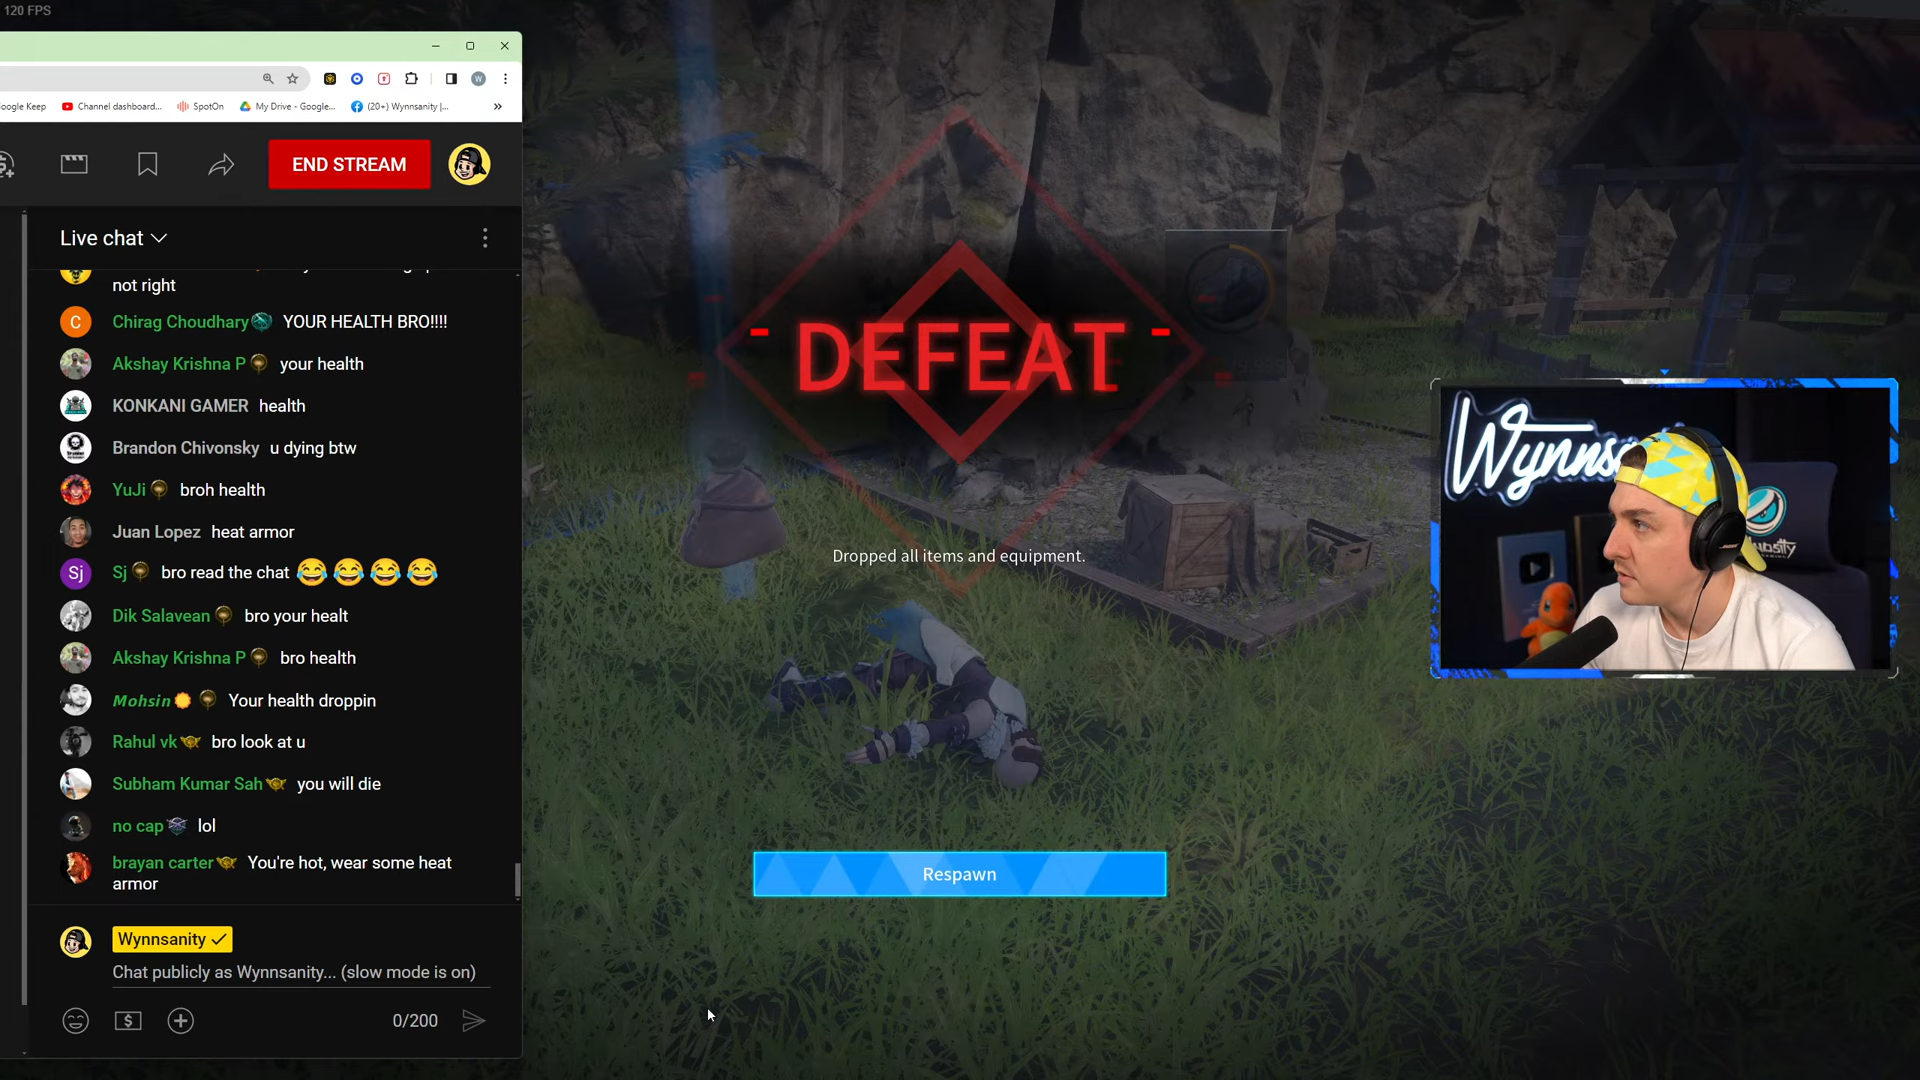 120 FPS
oogle Keep
Channel dashboard...
SpotOn
My Drive - Google...
(20+) Wynnsanity |...
»
W
END STREAM
Live chat
not right
C
Chirag Choudhary YOUR HEALTH BRO!!!!
Akshay Krishna P your health
KONKANI GAMER health
Brandon Chivonsky u dying btw
YuJi broh health
Juan Lopez heat armor
Sj
Sj bro read the chat 😂 😂 😂 😂
Dik Salavean bro your healt
Akshay Krishna P bro health
Mohsin Your health droppin
Rahul vk bro look at u
Subham Kumar Sah you will die
no cap lol
brayan carter You're hot, wear some heat
armor
Wynnsanity ✓
Chat publicly as Wynnsanity... (slow mode is on)
0/200
- DEFEAT -
Dropped all items and equipment.
Respawn
Wynnsa